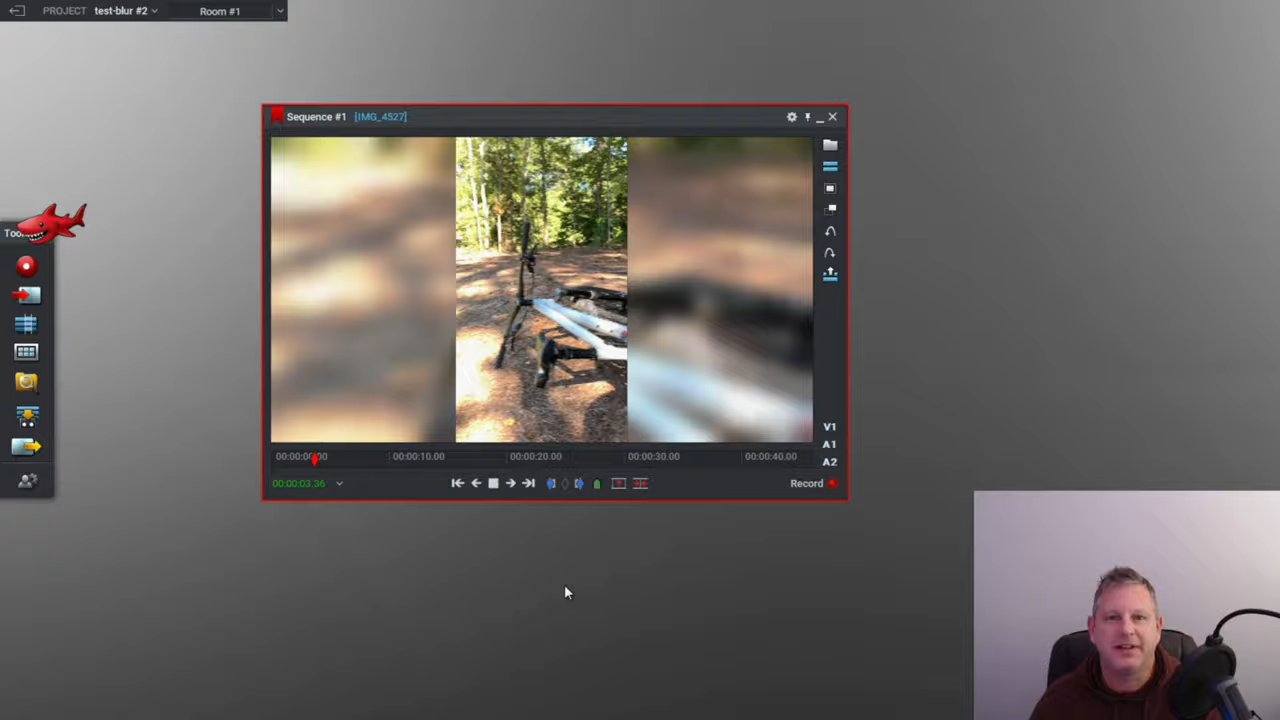 PROJECT test-blur #2 Room #1
Sequence #1 [IMG_4527]
V1
A1
A2
00:00:10.00 00:00:20.00 00:00:30.00 00:00:40.00
00:00:03.36 Record